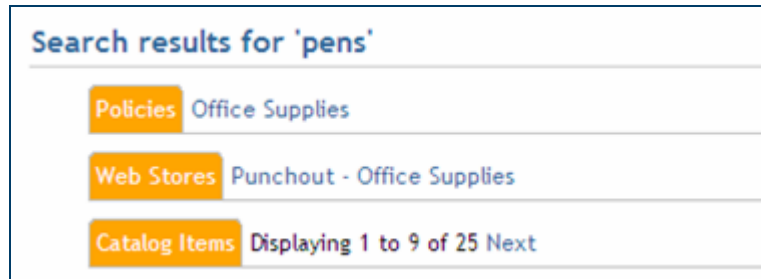 Search results for 'pens'
Policies Office Supplies
Web Stores Punchout - Office Supplies
Catalog Items Displaying 1 to 9 of 25 Next